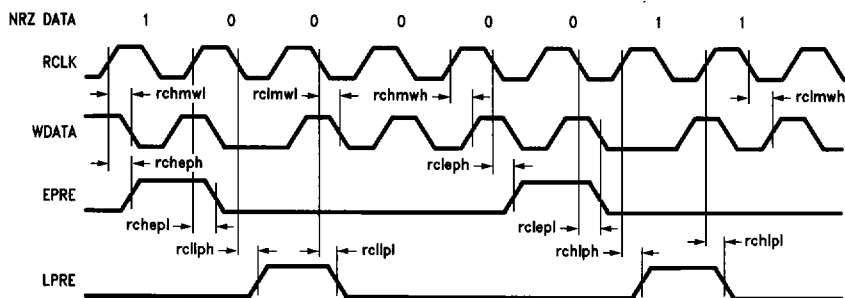 NRZ DATA 1 0 0 0 0 0 1 1
RCLK
rchmwl rclmwl rchmwh rclmwh
WDATA
rcheph rcleph
EPRE
rchepl rcllph rcllpl rclepl rchlph rchlpl
LPRE